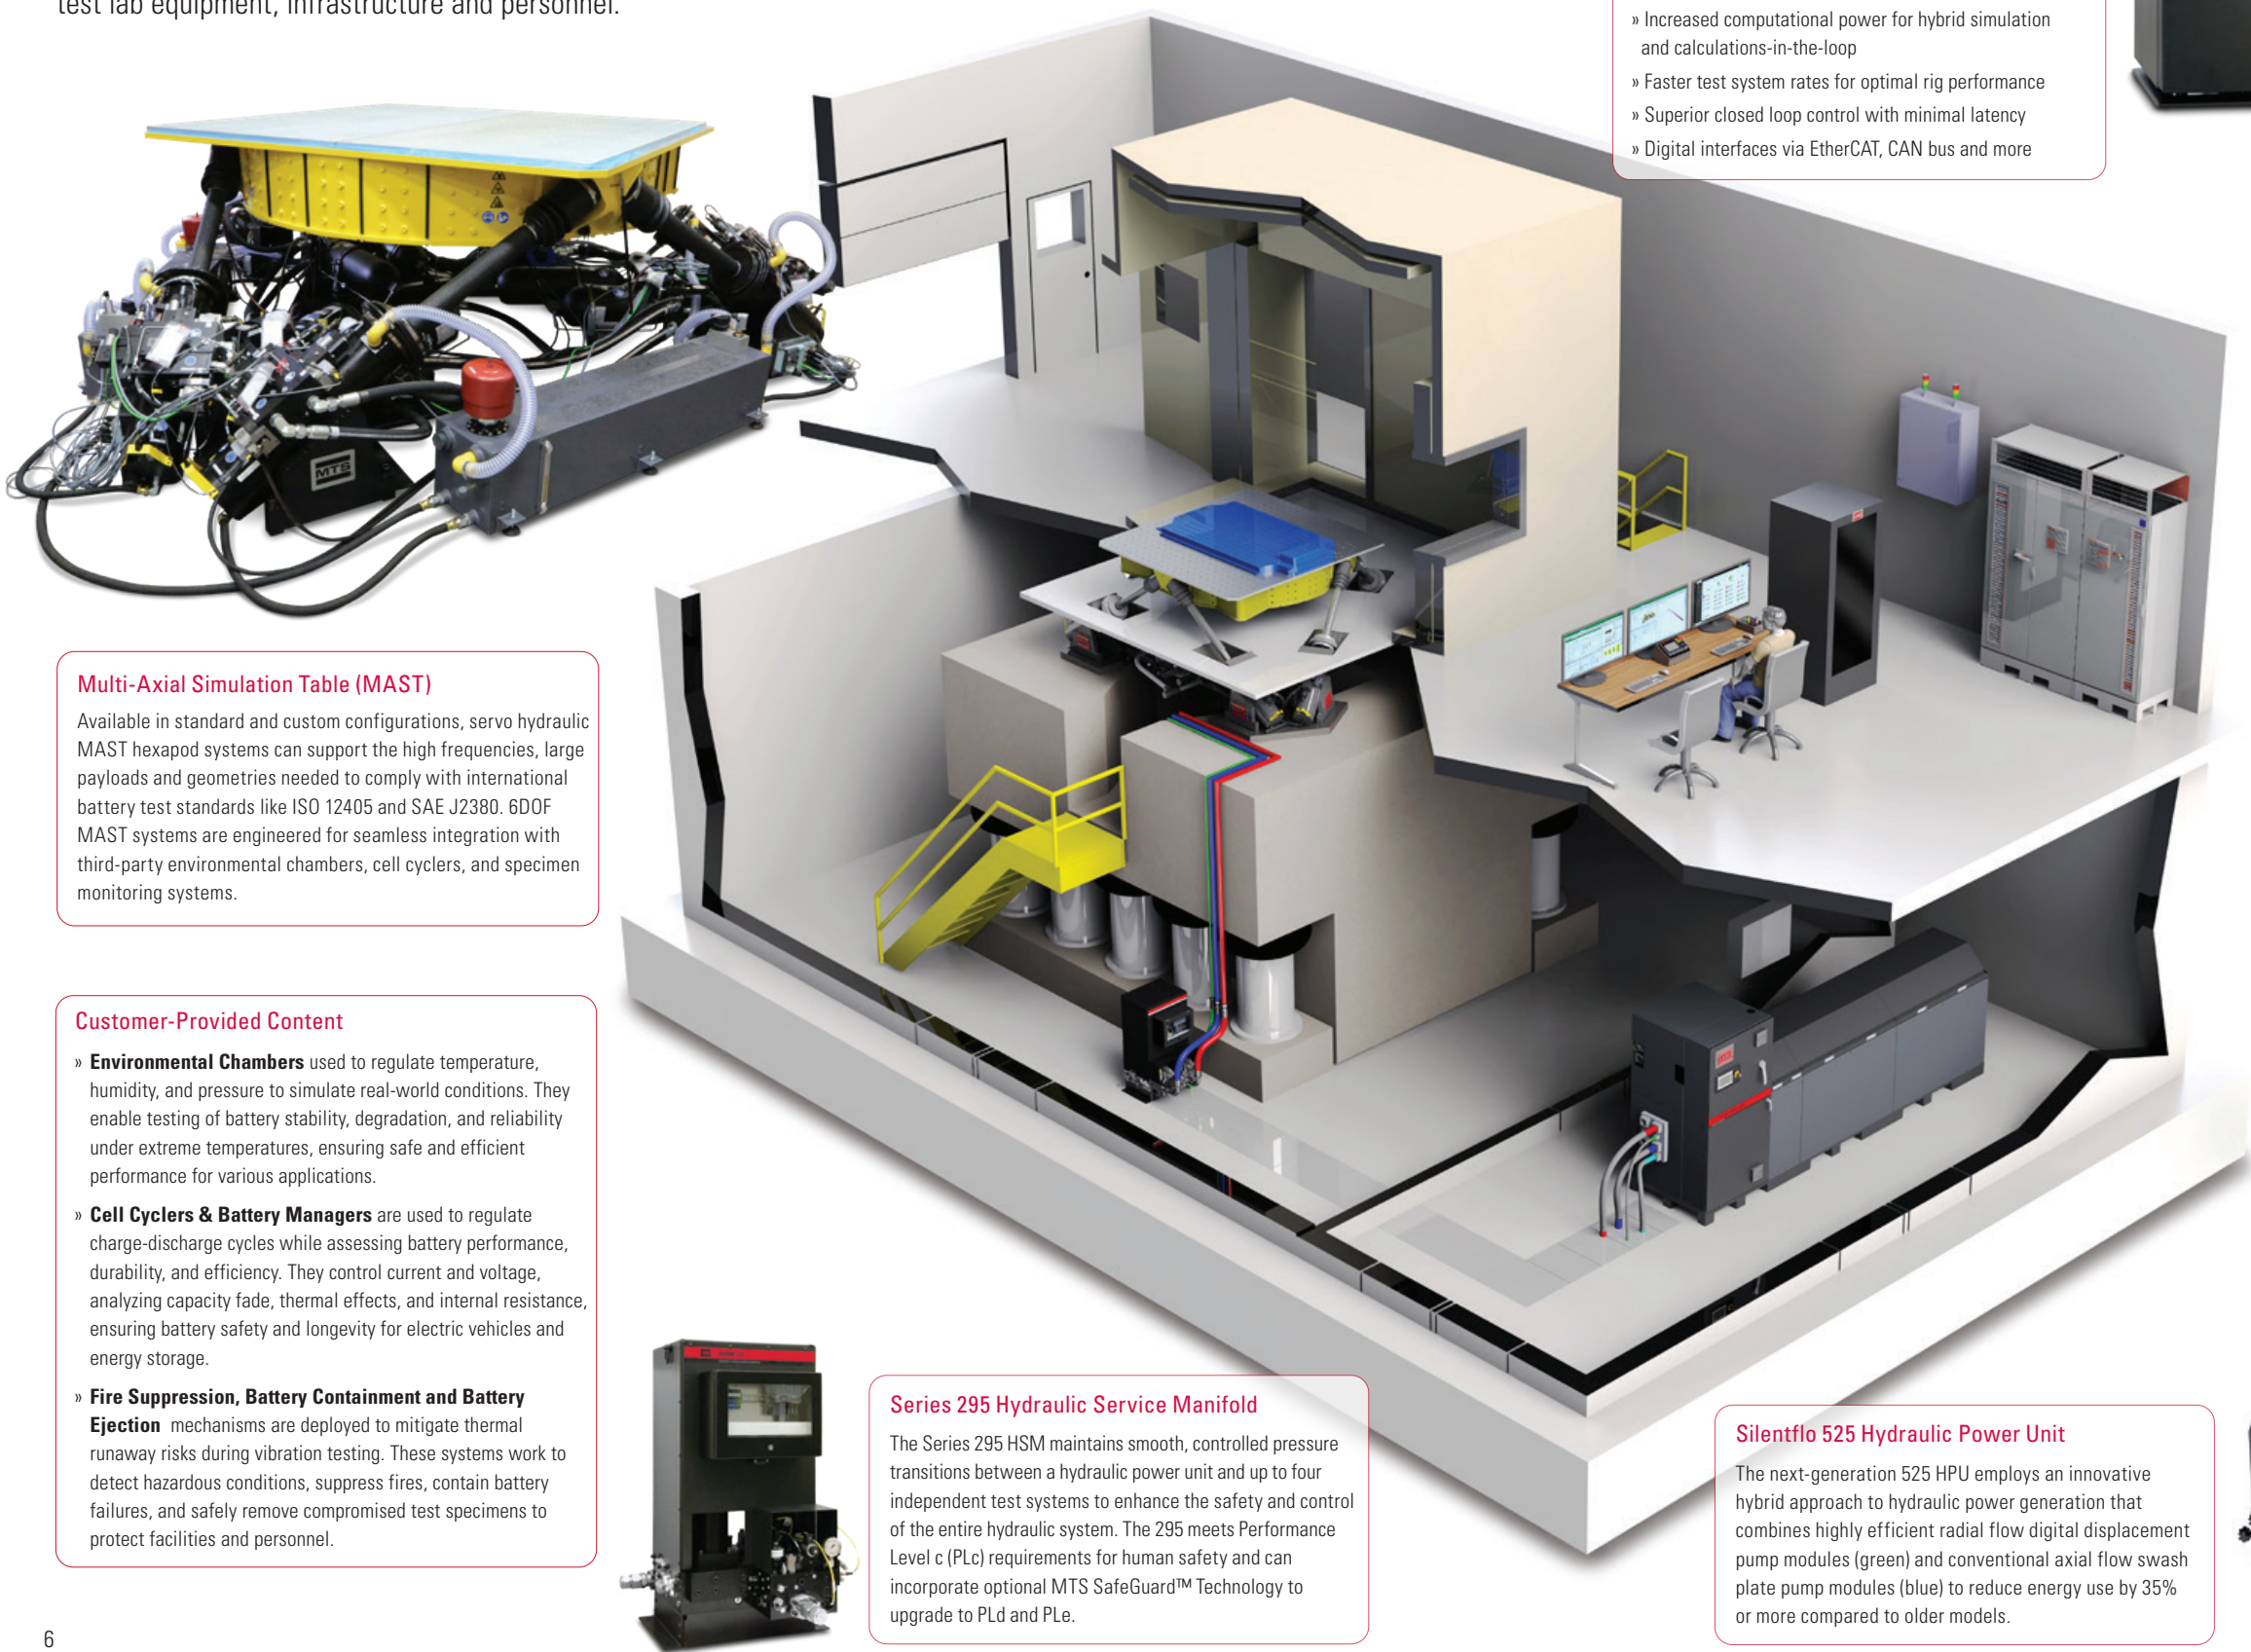 test lab equipment, infrastructure and personnel.
» Increased computational power for hybrid simulation
and calculations-in-the-loop
» Faster test system rates for optimal rig performance
» Superior closed loop control with minimal latency
» Digital interfaces via EtherCAT, CAN bus and more
MTS
Multi-Axial Simulation Table (MAST)
Available in standard and custom configurations, servo hydraulic
MAST hexapod systems can support the high frequencies, large
payloads and geometries needed to comply with international
battery test standards like ISO 12405 and SAE J2380. 6DOF
MAST systems are engineered for seamless integration with
third-party environmental chambers, cell cyclers, and specimen
monitoring systems.
Customer-Provided Content
» Environmental Chambers used to regulate temperature,
humidity, and pressure to simulate real-world conditions. They
enable testing of battery stability, degradation, and reliability
under extreme temperatures, ensuring safe and efficient
performance for various applications.
» Cell Cyclers & Battery Managers are used to regulate
charge-discharge cycles while assessing battery performance,
durability, and efficiency. They control current and voltage,
analyzing capacity fade, thermal effects, and internal resistance,
ensuring battery safety and longevity for electric vehicles and
energy storage.
» Fire Suppression, Battery Containment and Battery
Ejection mechanisms are deployed to mitigate thermal
runaway risks during vibration testing. These systems work to
detect hazardous conditions, suppress fires, contain battery
failures, and safely remove compromised test specimens to
protect facilities and personnel.
Series 295 Hydraulic Service Manifold
The Series 295 HSM maintains smooth, controlled pressure
transitions between a hydraulic power unit and up to four
independent test systems to enhance the safety and control
of the entire hydraulic system. The 295 meets Performance
Level c (PLc) requirements for human safety and can
incorporate optional MTS SafeGuard™ Technology to
upgrade to PLd and PLe.
Silentflo 525 Hydraulic Power Unit
The next-generation 525 HPU employs an innovative
hybrid approach to hydraulic power generation that
combines highly efficient radial flow digital displacement
pump modules (green) and conventional axial flow swash
plate pump modules (blue) to reduce energy use by 35%
or more compared to older models.
6